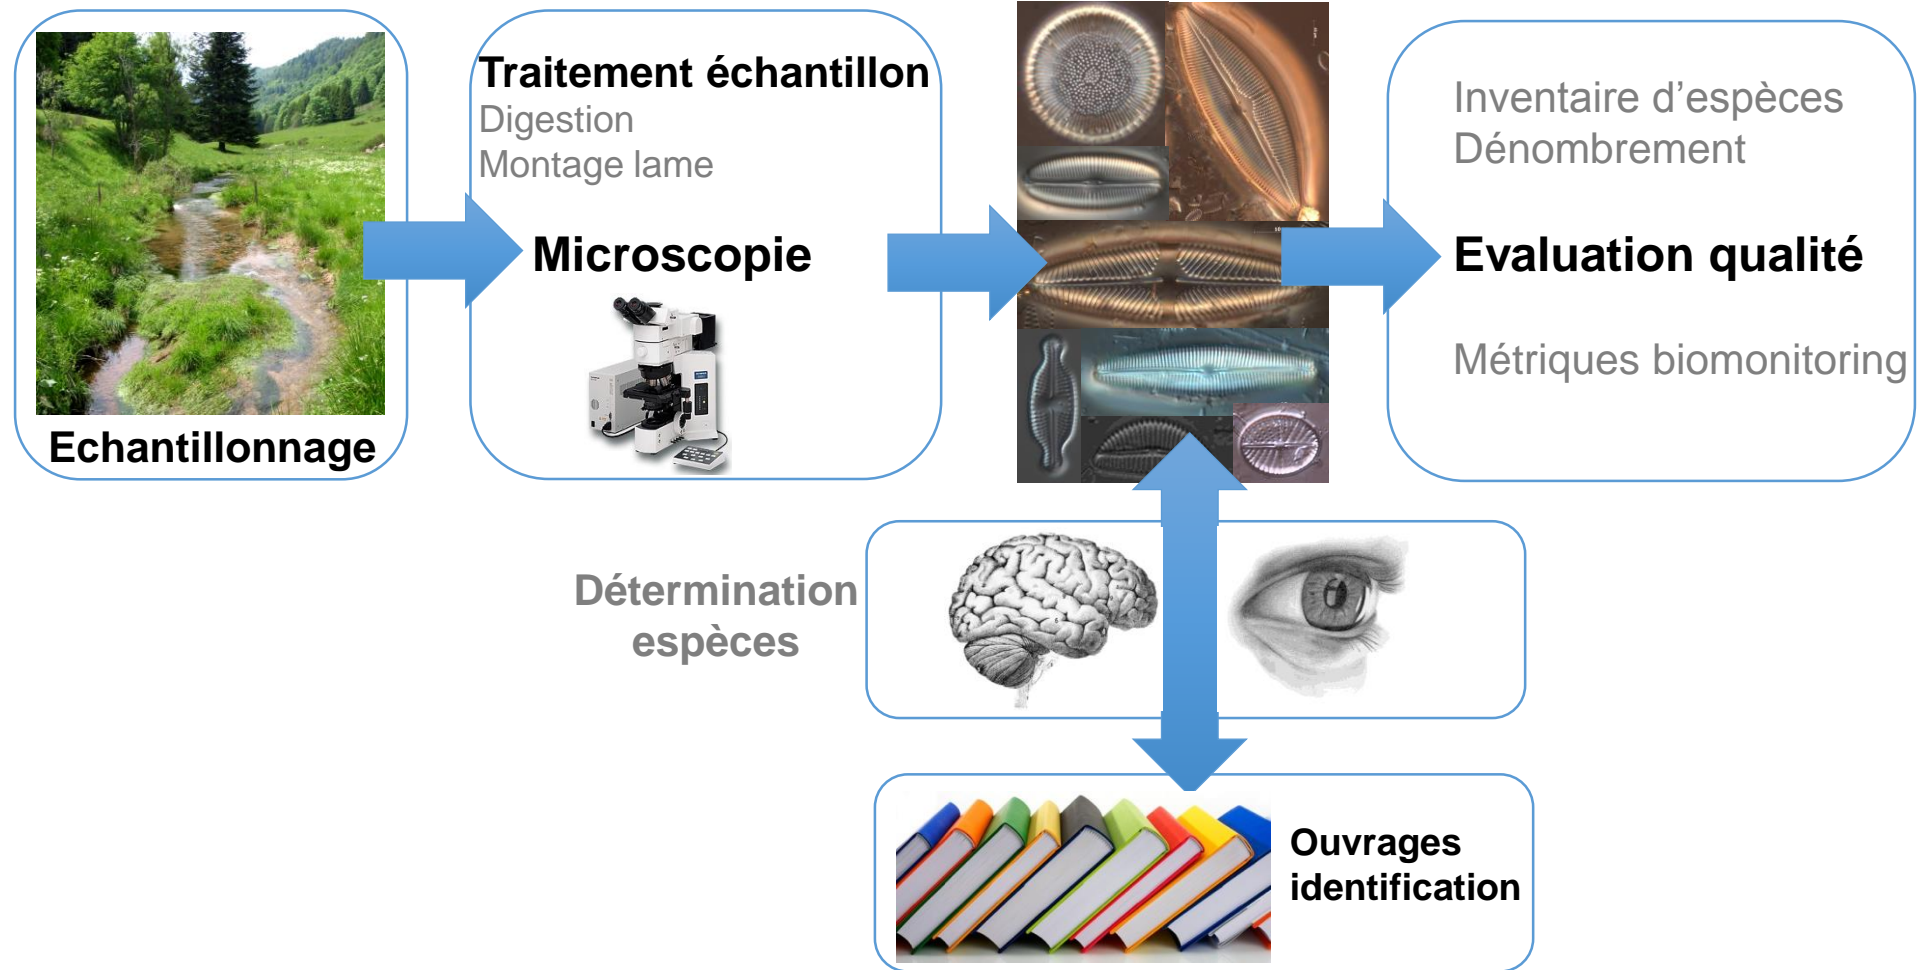 Echantillonnage
Traitement échantillon
Digestion
Montage lame
Microscopie
Inventaire d'espèces
Dénombrement
Evaluation qualité
Métriques biomonitoring
Détermination
espèces
Ouvrages
identification